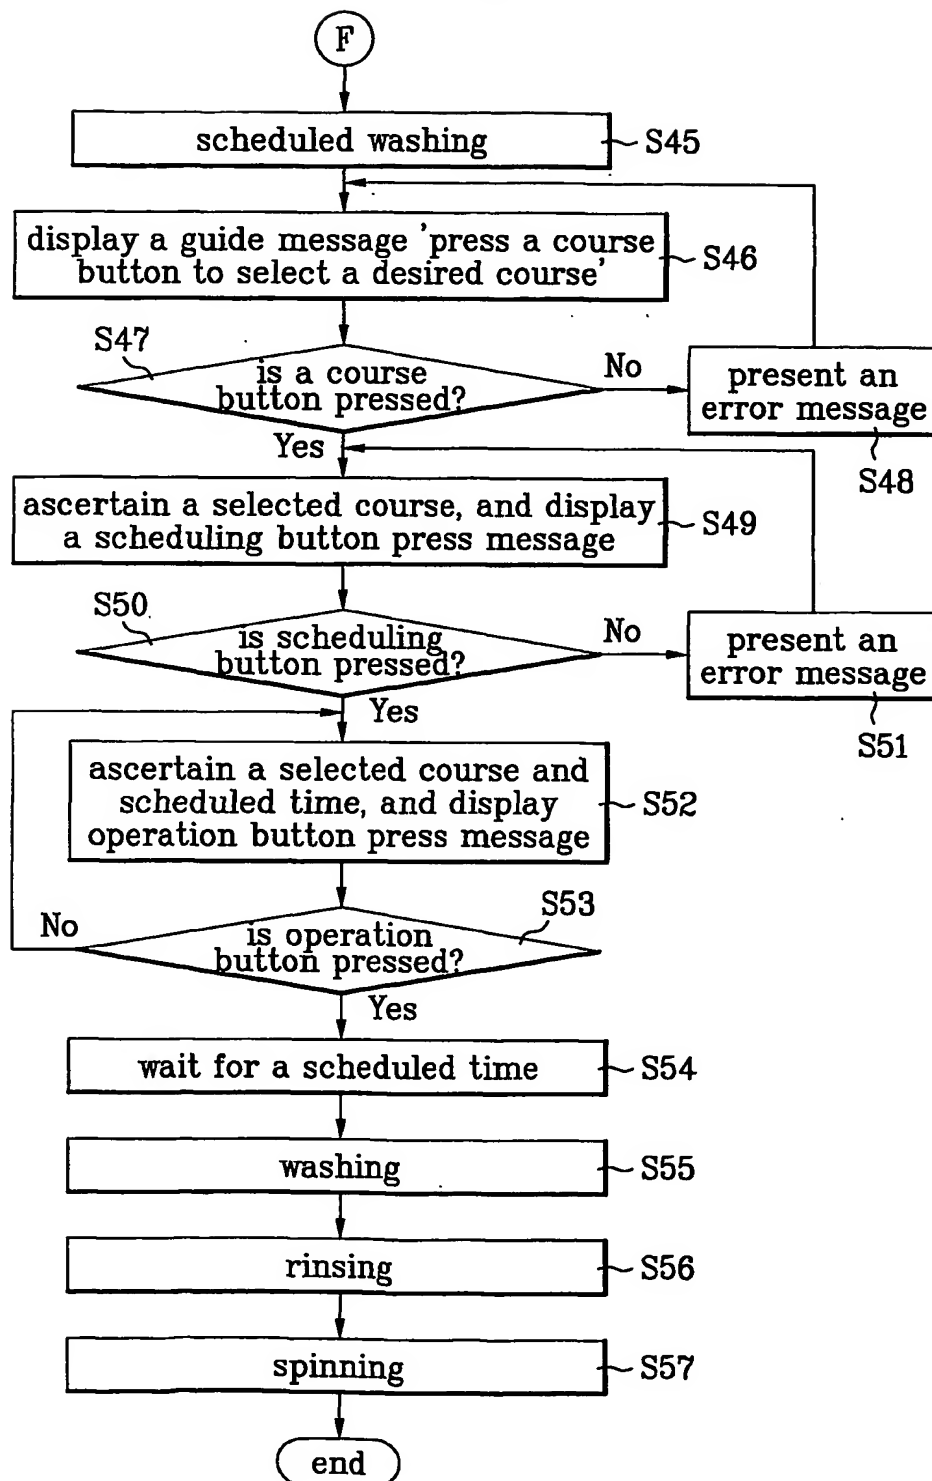 F
scheduled washing
S45
display a guide message 'press a course
button to select a desired course'
S46
S47
is a course
button pressed?
No
present an
error message
S48
Yes
ascertain a selected course, and display
a scheduling button press message
S49
S50
is scheduling
button pressed?
No
present an
error message
S51
Yes
ascertain a selected course and
scheduled time, and display
operation button press message
S52
S53
is operation
button pressed?
No
Yes
wait for a scheduled time
S54
washing
S55
rinsing
S56
spinning
S57
end